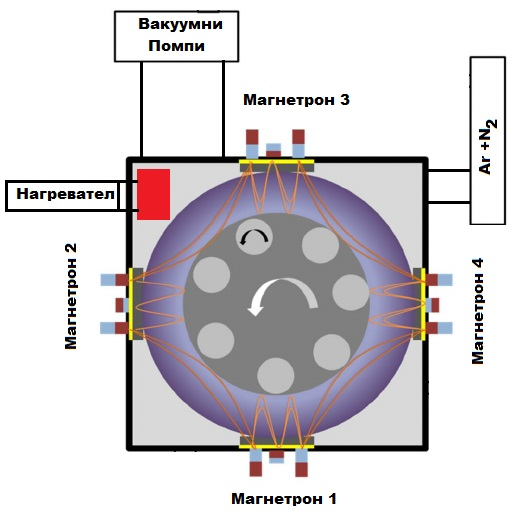 Вакуумни
Помпи
Магнетрон 3
Ar +N2
Нагревател
Магнетрон 2
Магнетрон 4
Магнетрон 1